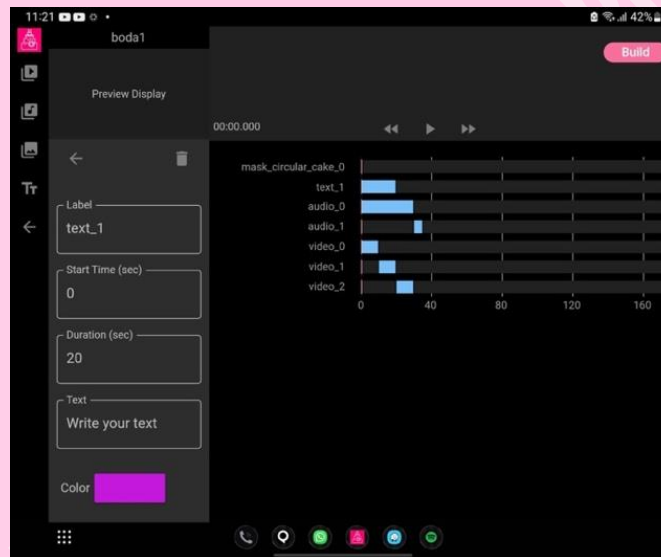 11:21
42%
boda1
Build
Preview Display
00:00.000
Label
text_1
Start Time (sec)
0
Duration (sec)
20
Text
Write your text
Color
Tт
mask_circular_cake_0
text_1
audio_0
audio_1
video_0
video_1
video_2
0 40 80 120 160